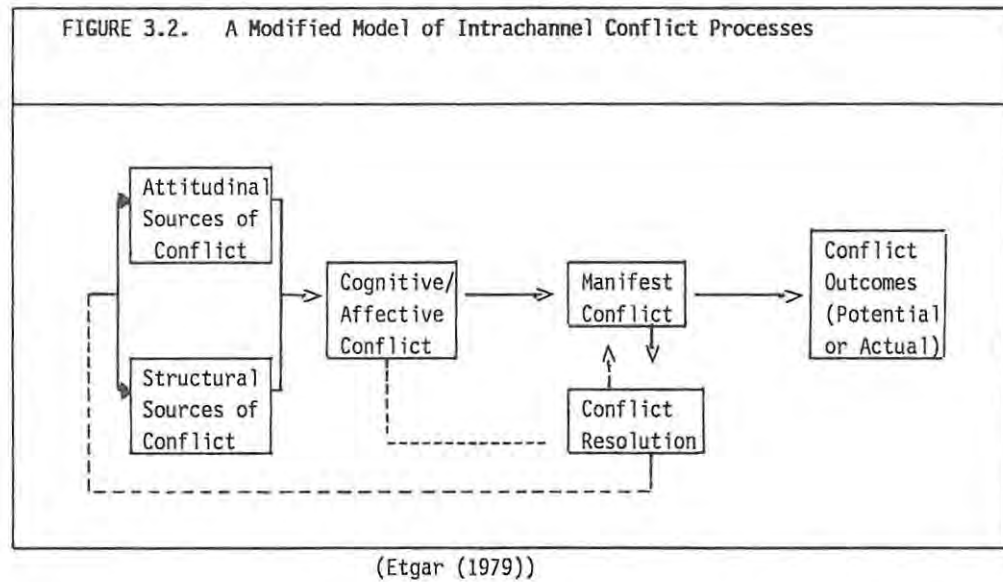 FIGURE 3.2. A Modified Model of Intrachannel Conflict Processes
Attitudinal
Sources of
Conflict
Structural
Sources of
Conflict
Cognitive/
Affective
Conflict
Manifest
Conflict
Conflict
Resolution
Conflict
Outcomes
(Potential
or Actual)
(Etgar (1979))